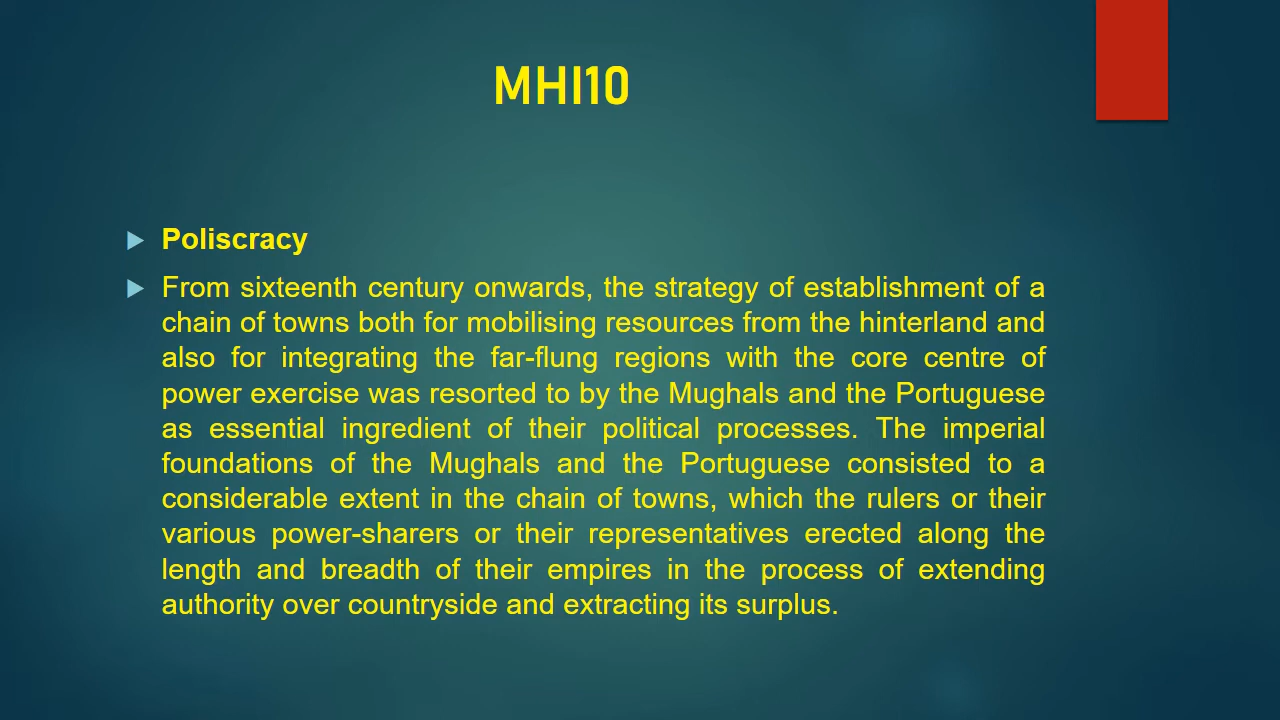 MHI10
Poliscracy
From sixteenth century onwards, the strategy of establishment of a
chain of towns both for mobilising resources from the hinterland and
also for integrating the far-flung regions with the core centre of
power exercise was resorted to by the Mughals and the Portuguese
as essential ingredient of their political processes. The imperial
foundations of the Mughals and the Portuguese consisted to a
considerable extent in the chain of towns, which the rulers or their
various power-sharers or their representatives erected along the
length and breadth of their empires in the process of extending
authority over countryside and extracting its surplus.